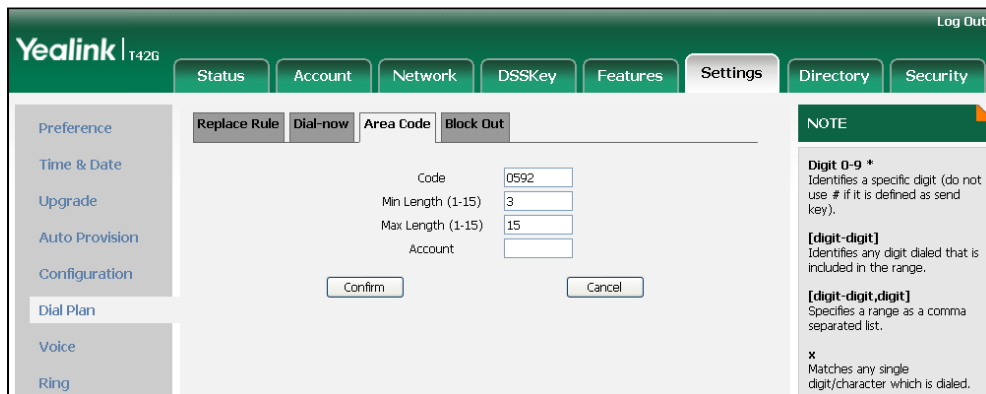 Log Out
Yealink | T42G
Status Account Network DSSKey Features Settings Directory Security
Preference
Time & Date
Upgrade
Auto Provision
Configuration
Dial Plan
Voice
Ring
Replace Rule Dial-now Area Code Block Out
Code 0592
Min Length (1-15) 3
Max Length (1-15) 15
Account
Confirm Cancel
NOTE
Digit 0-9 *
Identifies a specific digit (do not
use # if it is defined as send
key).
[digit-digit]
Identifies any digit dialed that is
included in the range.
[digit-digit,digit]
Specifies a range as a comma
separated list.
x
Matches any single
digit/character which is dialed.